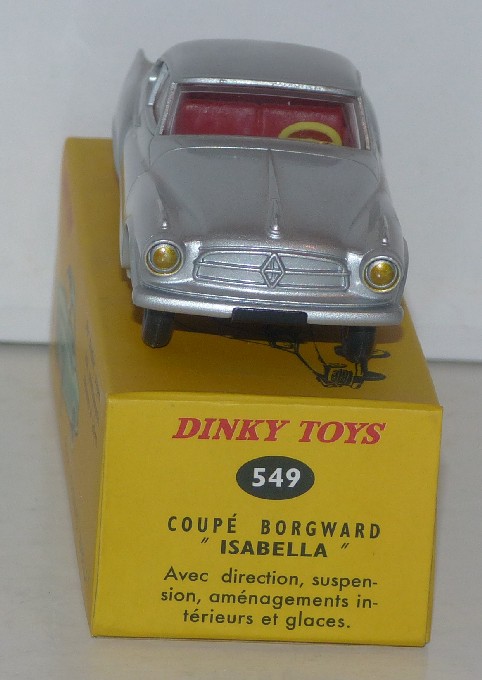 DINKY TOYS
549
COUPÉ BORGWARD
" ISABELLA "
Avec direction, suspen-
sion, aménagements in-
térieurs et glaces.